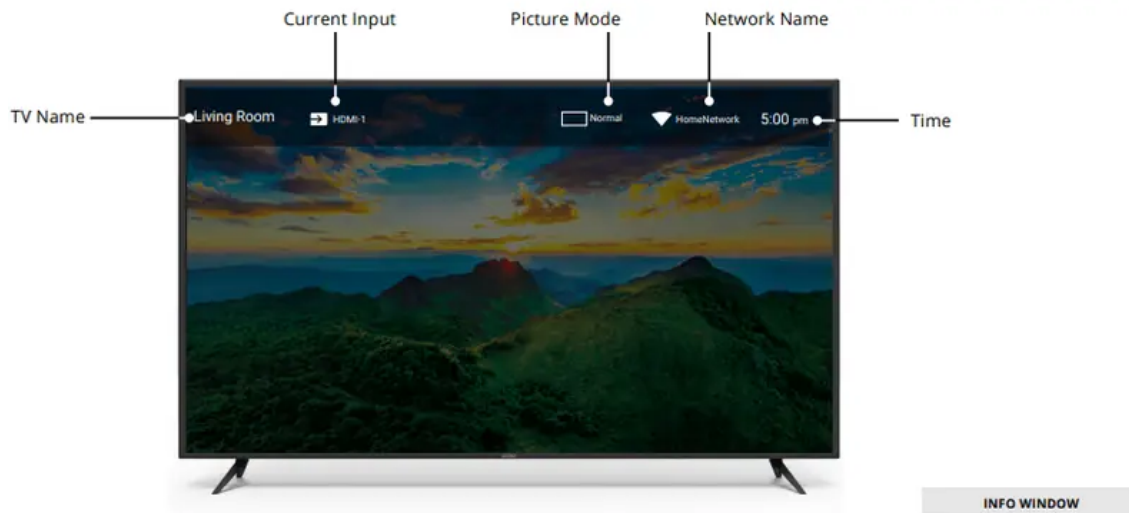 Current Input
Picture Mode
Network Name
TV Name
Living Room
HDMI-1
Normal
HomeNetwork
5:00 pm
Time
INFO WINDOW